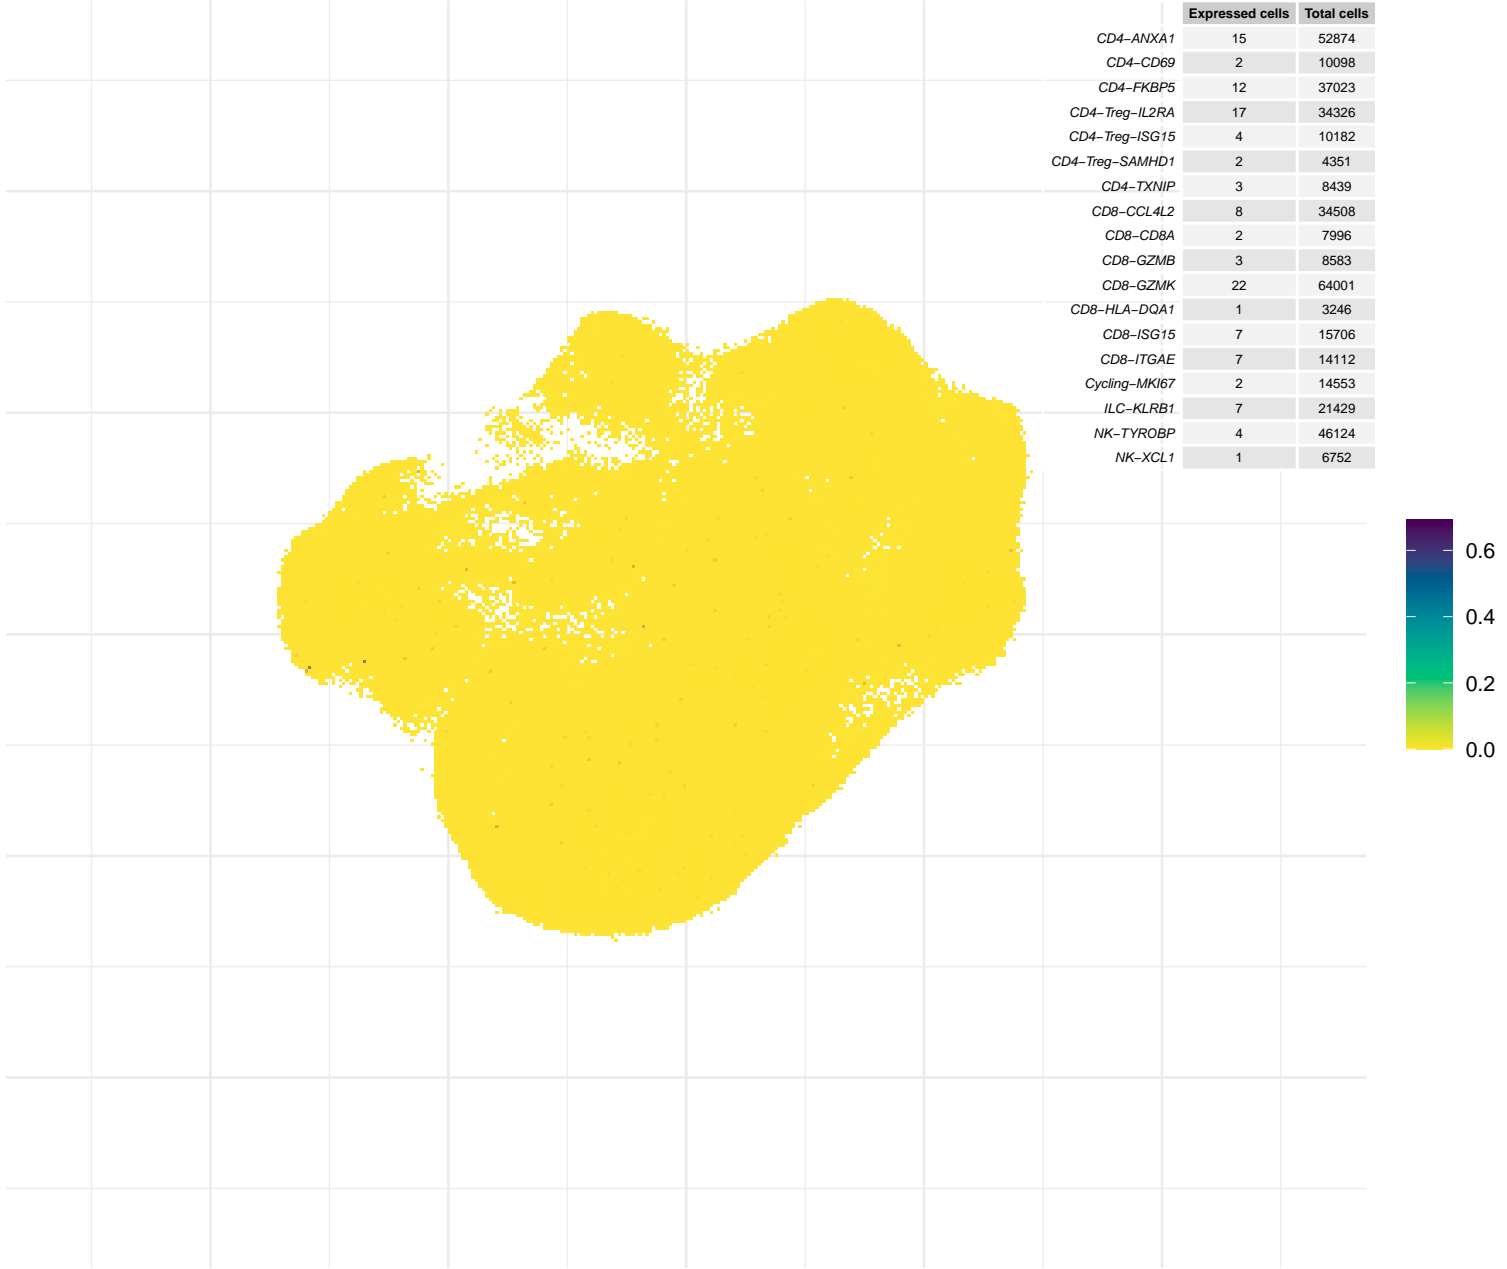 Expressed cells Total cells
CD4−ANXA1 15 52874
CD4−CD69 2 10098
CD4−FKBP5 12 37023
CD4−Treg−IL2RA 17 34326
CD4−Treg−ISG15 4 10182
CD4−Treg−SAMHD1 2 4351
CD4−TXNIP 3 8439
CD8−CCL4L2 8 34508
CD8−CD8A 2 7996
CD8−GZMB 3 8583
CD8−GZMK 22 64001
CD8−HLA−DQA1 1 3246
CD8−ISG15 7 15706
CD8−ITGAE 7 14112
Cycling−MKI67 2 14553
ILC−KLRB1 7 21429
NK−TYROBP 4 46124
NK−XCL1 1 6752
0.6
0.4
0.2
0.0